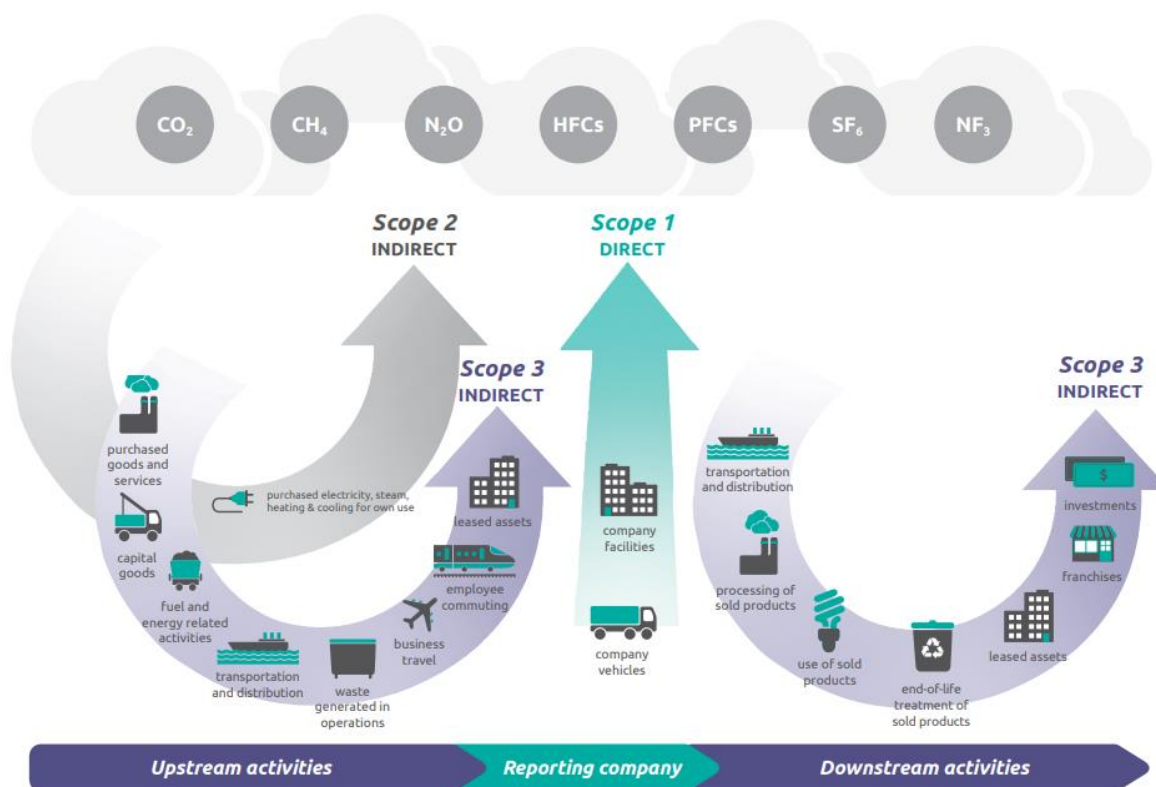 CO₂
CH₄
N₂O
HFCs
PFCs
SF₆
NF₃
Scope 2
INDIRECT
Scope 1
DIRECT
Scope 3
INDIRECT
Scope 3
INDIRECT
purchased
goods and
services
capital
goods
fuel and
energy related
activities
transportation
and distribution
waste
generated in
operations
business
travel
employee
commuting
leased assets
purchased electricity, steam,
heating & cooling for own use
company
facilities
company
vehicles
transportation
and distribution
processing of
sold products
use of sold
products
end-of-life
treatment of
sold products
leased assets
franchises
$
investments
Upstream activities
Reporting company
Downstream activities